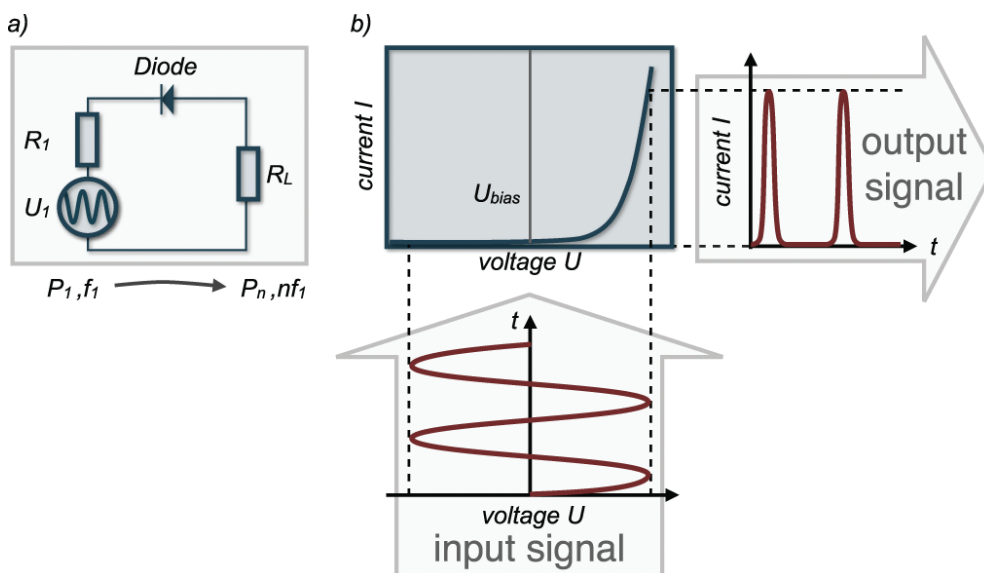 a)
Diode
R1
U1
RL
P1 ,f1
Pn ,nf1
b)
current I
Ubias
voltage U
current I
t
output
signal
t
voltage U
input signal